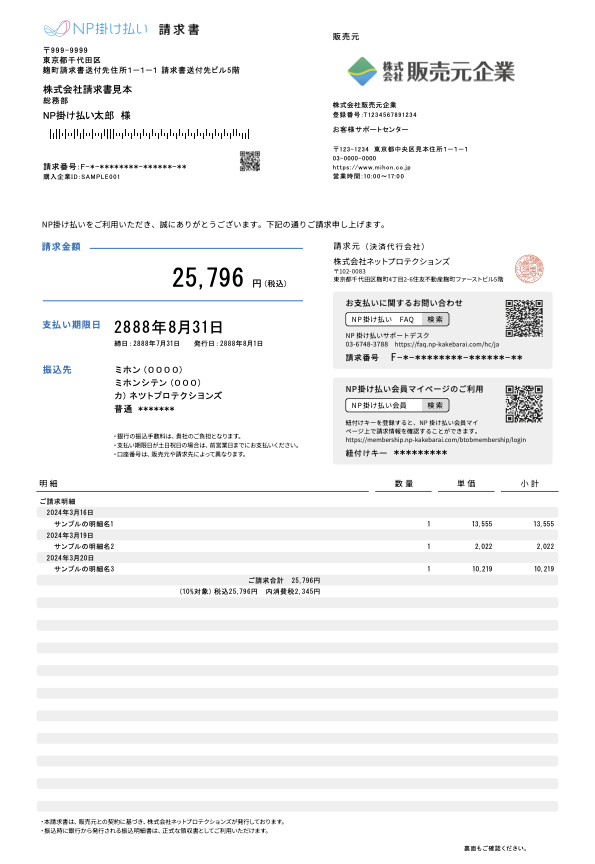 NP掛け払い 請求書
〒999-9999
東京都千代田区
麹町請求書送付先住所1ー1ー1 請求書送付先ビル5階
株式会社請求書見本
総務部
NP掛け払い太郎 様
請求番号:F-*-********-******-**
購入企業ID:SAMPLE001
販売元
株式会社 販売元企業
株式会社販売元企業
登録番号:T1234567891234
お客様サポートセンター
〒123-1234 東京都中央区見本住所1ー1ー1
03-0000-0000
https://www.mihon.co.jp
営業時間:10:00〜17:00
NP掛け払いをご利用いただき、誠にありがとうございます。下記の通りご請求申し上げます。
請求金額
25,796 円(税込)
支払い期限日 2888年8月31日
締日:2888年7月31日 発行日:2888年8月1日
振込先 ミホン(0000)
ミホンシテン(000)
カ)ネツトプロテクシヨンズ
普通 *******
・銀行の振込手数料は、貴社のご負担となります。
・支払い期限日が土日祝日の場合は、前営業日までにお支払いください。
・口座番号は、販売元や請求先によって異なります。
請求元(決済代行会社)
株式会社ネットプロテクションズ
〒102-0083
東京都千代田区麹町4丁目2-6住友不動産麹町ファーストビル5階
お支払いに関するお問い合わせ
NP掛け払い FAQ 検索
NP 掛け払いサポートデスク
03-6748-3788 https://faq.np-kakebarai.com/hc/ja
請求番号 F-*-********-******-**
NP掛け払い会員マイページのご利用
NP掛け払い会員 検索
紐付けキーを登録すると、NP 掛け払い会員マイ
ページ上で請求情報を確認することができます。
https://membership.np-kakebarai.com/btobmembership/login
紐付けキー *********
明細 数量 単価 小計
ご請求明細
2024年3月16日
サンプルの明細名1 1 13,555 13,555
2024年3月19日
サンプルの明細名2 1 2,022 2,022
2024年3月20日
サンプルの明細名3 1 10,219 10,219
ご請求合計 25,796円
(10%対象) 税込25,796円 内消費税2,345円
・本請求書は、販売元との契約に基づき、株式会社ネットプロテクションズが発行しております。
・振込時に銀行から発行される振込明細書は、正式な領収書としてご利用いただけます。
裏面もご確認ください。